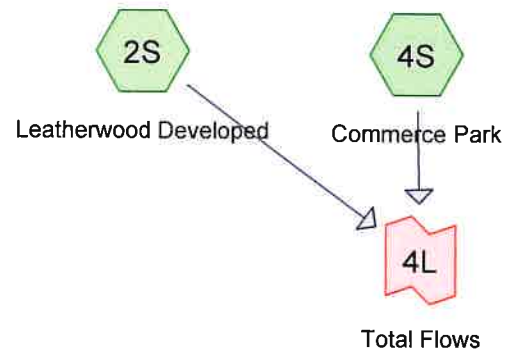 2S
4S
Leatherwood Developed
Commerce Park
4L
Total Flows